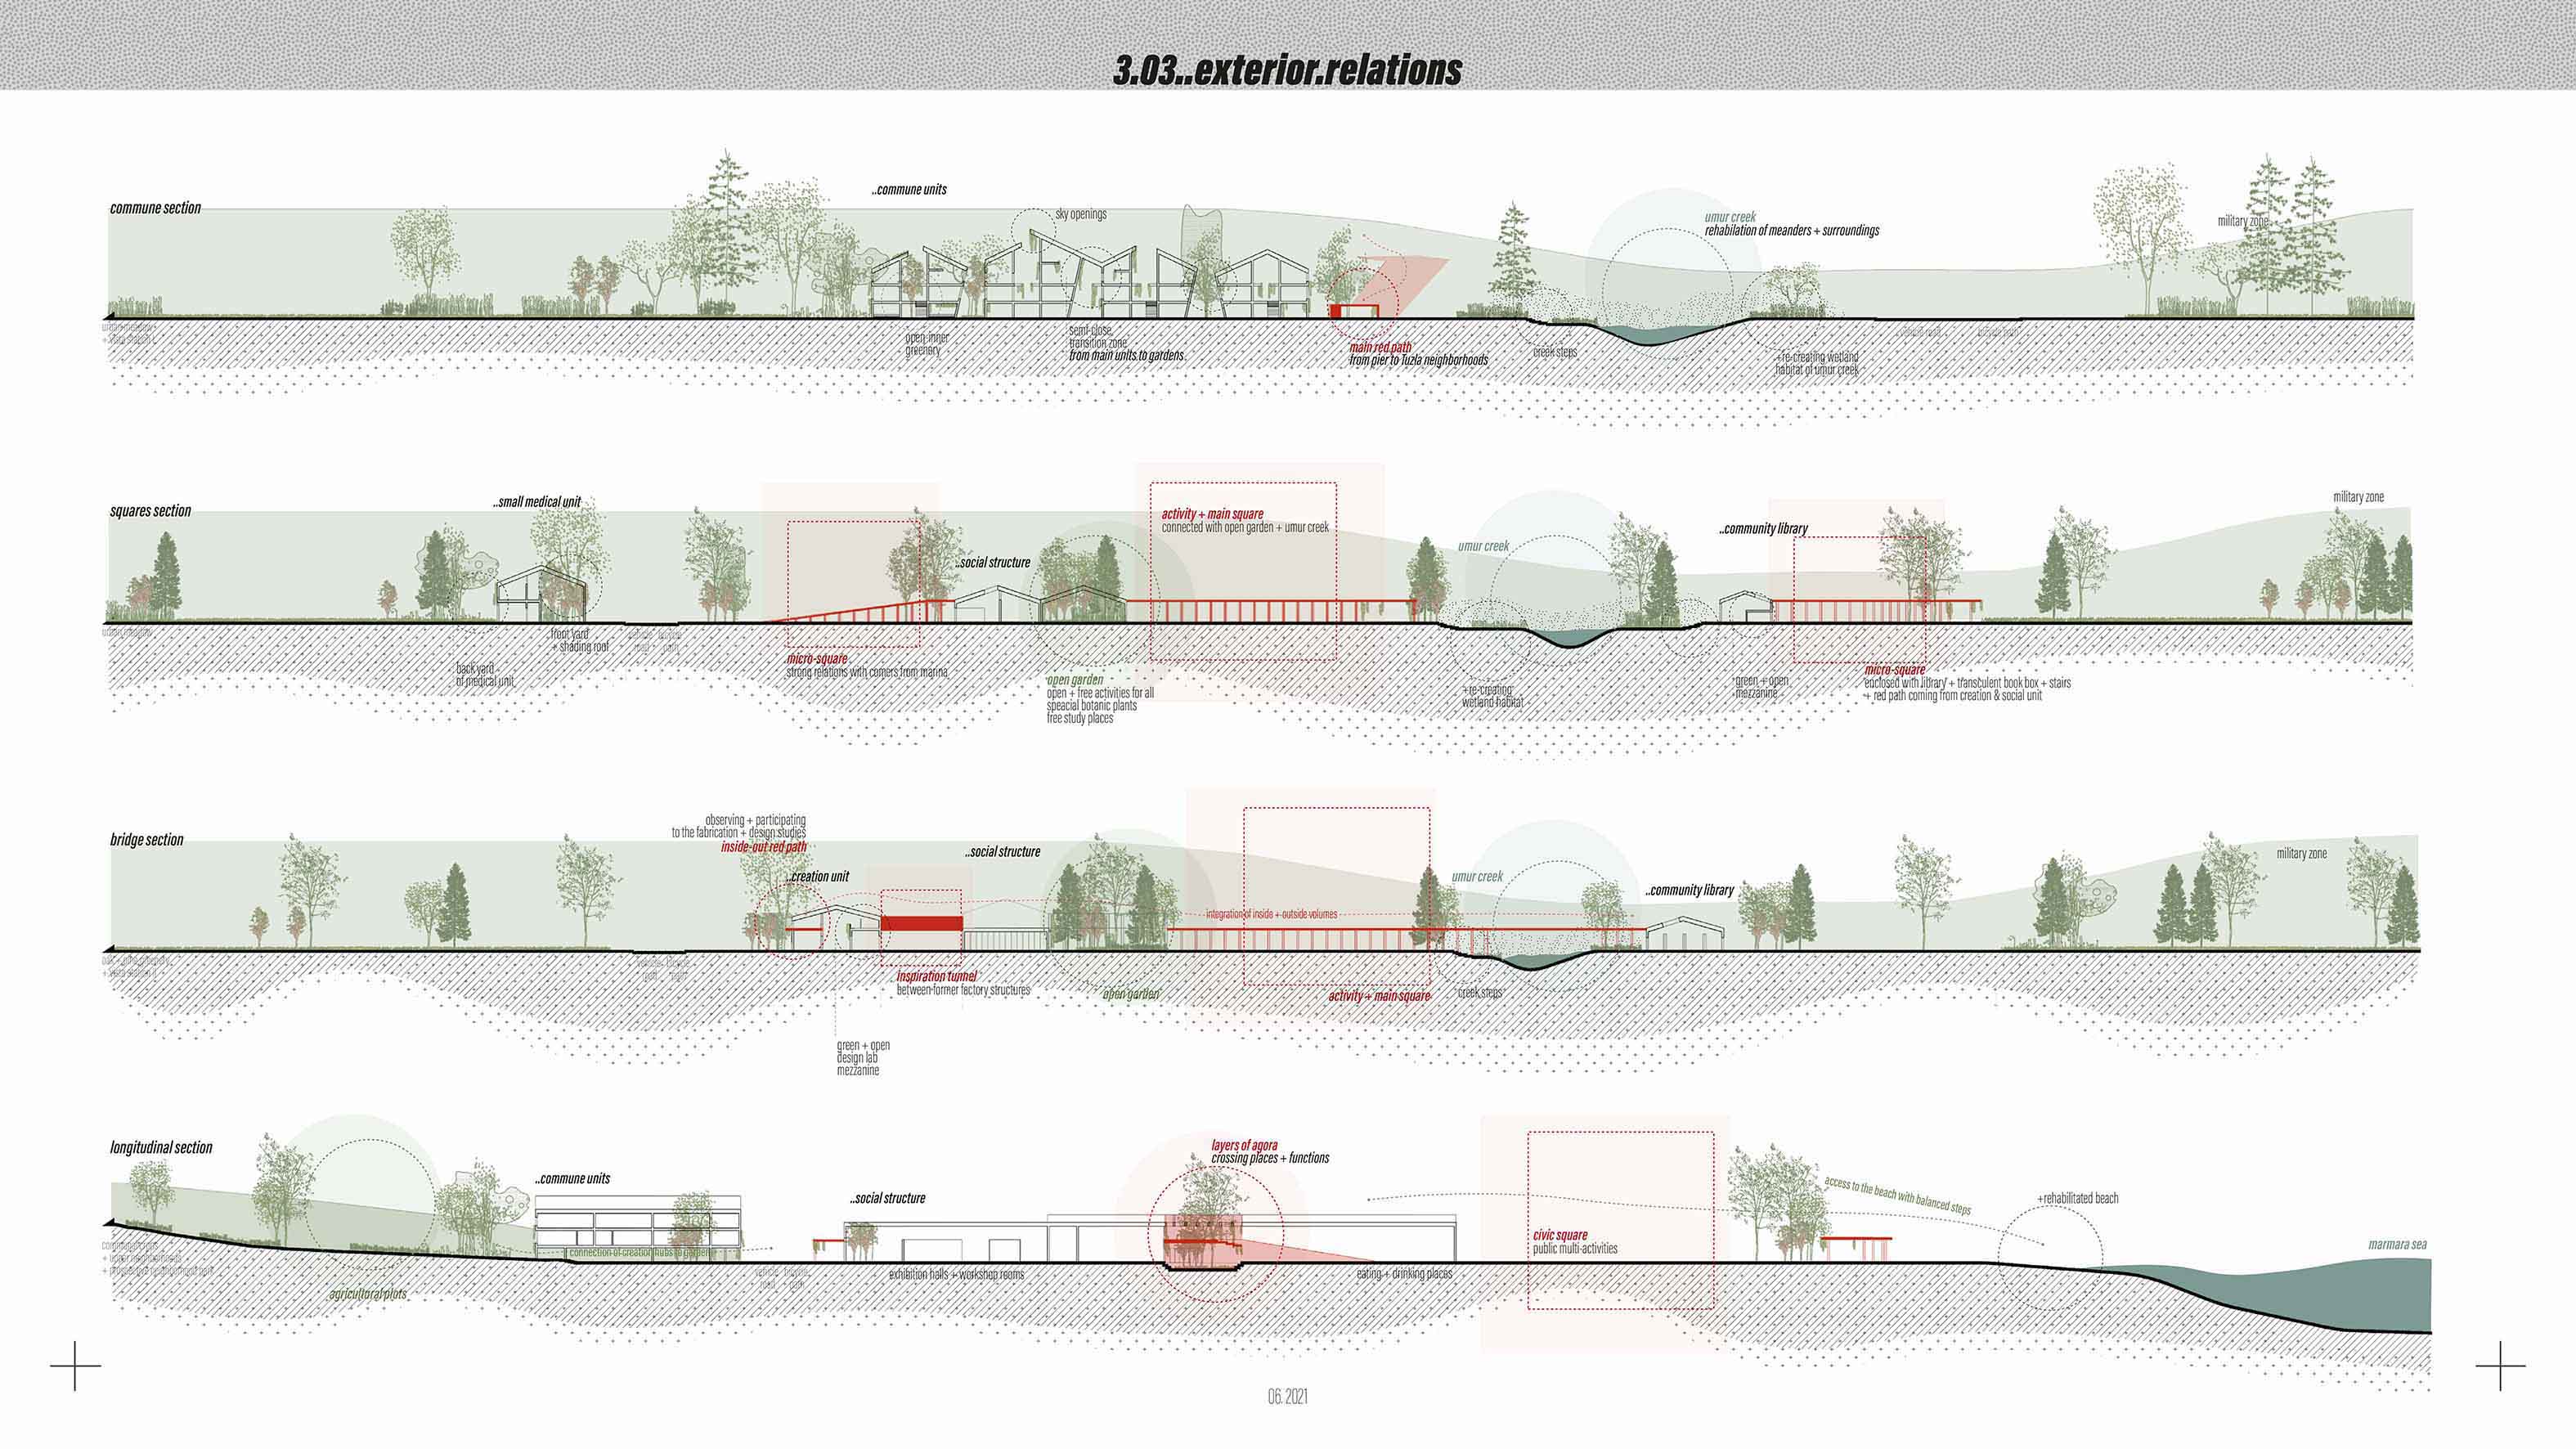 3.03..exterior.relations
commune section
..commune units
sky openings
umur creek
rehabilation of meanders + surroundings
military zone
open inner
greenery
semi-close
transition zone
from main units to gardens
main red path
from pier to Tuzla neighborhoods
creek steps
+re-creating wetland
habitat of umur creek
squares section
..small medical unit
..social structure
activity + main square
connected with open garden + umur creek
umur creek
..community library
military zone
front yard
+ shading roof
back yard
of medical unit
micro-square
strong relations with comers from marina
open garden
open + free activities for all
speacial botanic plants
free study places
+re-creating
wetland habitat
green + open
mezzanine
micro-square
enclosed with library + transculent book box + stairs
+ red path coming from creation & social unit
bridge section
observing + participating
to the fabrication + design studies
inside-out red path
..creation unit
..social structure
integration of inside + outside volumes
umur creek
..community library
military zone
inspiration tunnel
between former factory structures
open garden
activity + main square
creek steps
green + open
design lab
mezzanine
longitudinal section
..commune units
..social structure
layers of agora
crossing places + functions
civic square
public multi-activities
access to the beach with balanced steps
+rehabilitated beach
marmara sea
connection of creation hubs to gardens
agricultural plots
exhibition halls + workshop rooms
eating + drinking places
06.2021